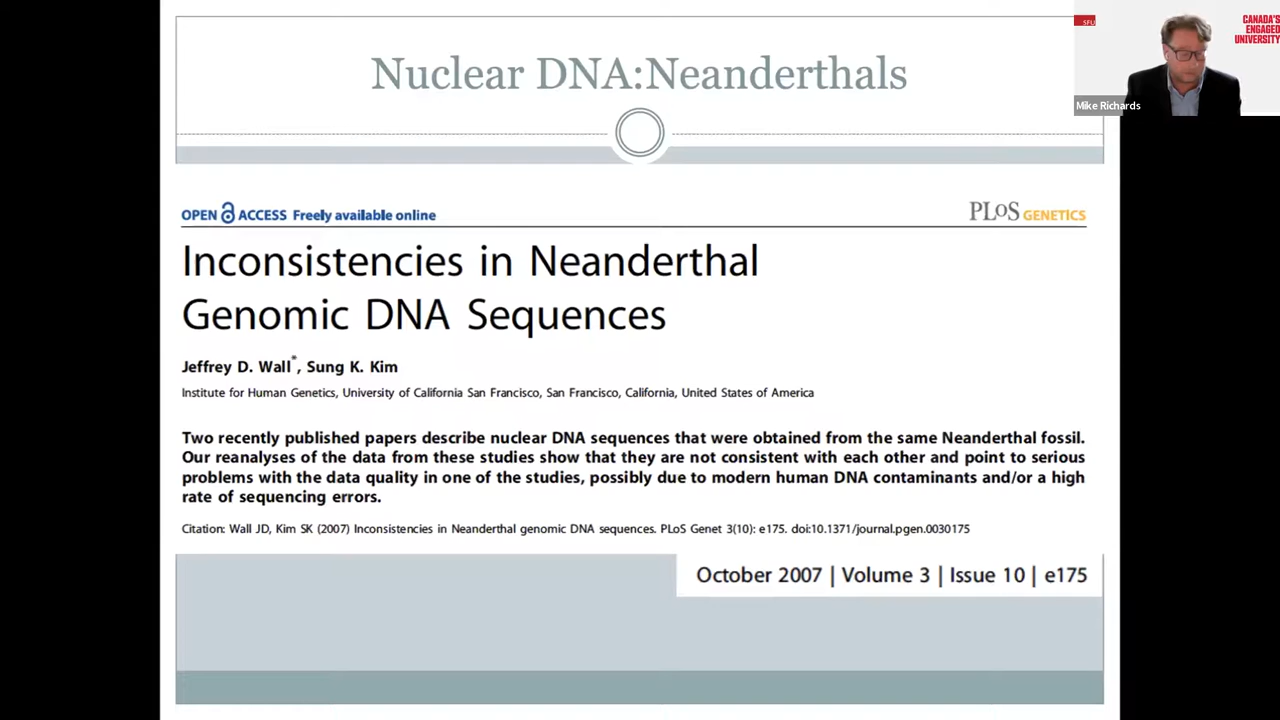 Nuclear DNA:Neanderthals
SFU
CANADA'S
ENGAGED
UNIVERSITY
Mike Richards
OPEN ACCESS Freely available online
PLoS GENETICS
Inconsistencies in Neanderthal
Genomic DNA Sequences
Jeffrey D. Wall*, Sung K. Kim
Institute for Human Genetics, University of California San Francisco, San Francisco, California, United States of America
Two recently published papers describe nuclear DNA sequences that were obtained from the same Neanderthal fossil.
Our reanalyses of the data from these studies show that they are not consistent with each other and point to serious
problems with the data quality in one of the studies, possibly due to modern human DNA contaminants and/or a high
rate of sequencing errors.
Citation: Wall JD, Kim SK (2007) Inconsistencies in Neanderthal genomic DNA sequences. PLoS Genet 3(10): e175. doi:10.1371/journal.pgen.0030175
October 2007 | Volume 3 | Issue 10 | e175